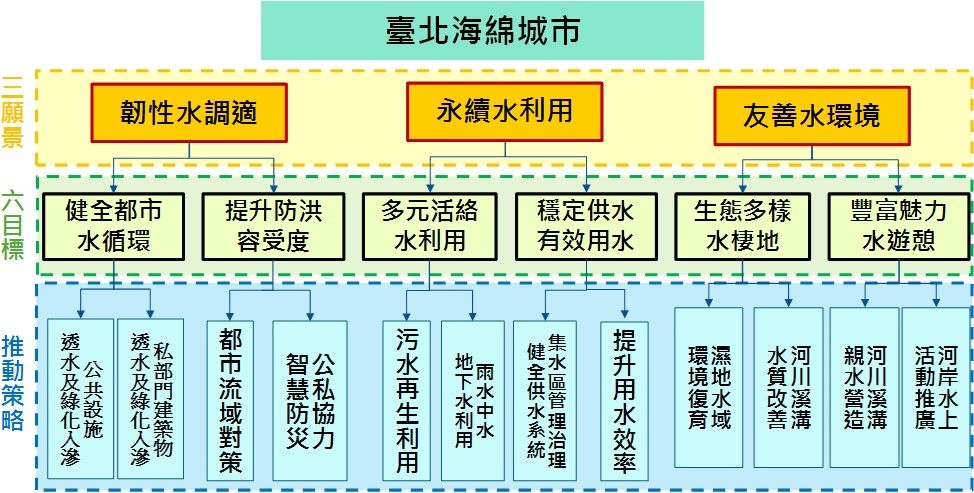 臺北海綿城市
三願景
韌性水調適
永續水利用
友善水環境
六目標
健全都市
水循環
提升防洪
容受度
多元活絡
水利用
穩定供水
有效用水
生態多樣
水棲地
豐富魅力
水遊憩
推動策略
公共設施
透水及綠化入滲
私部門建築物
透水及綠化入滲
都市流域對策
公私協力
智慧防災
污水再生利用
雨水中水
地下水利用
集水區管理治理
健全供水系統
提升用水效率
濕地水域
環境復育
河川溪溝
水質改善
河川溪溝
親水營造
河岸水上
活動推廣